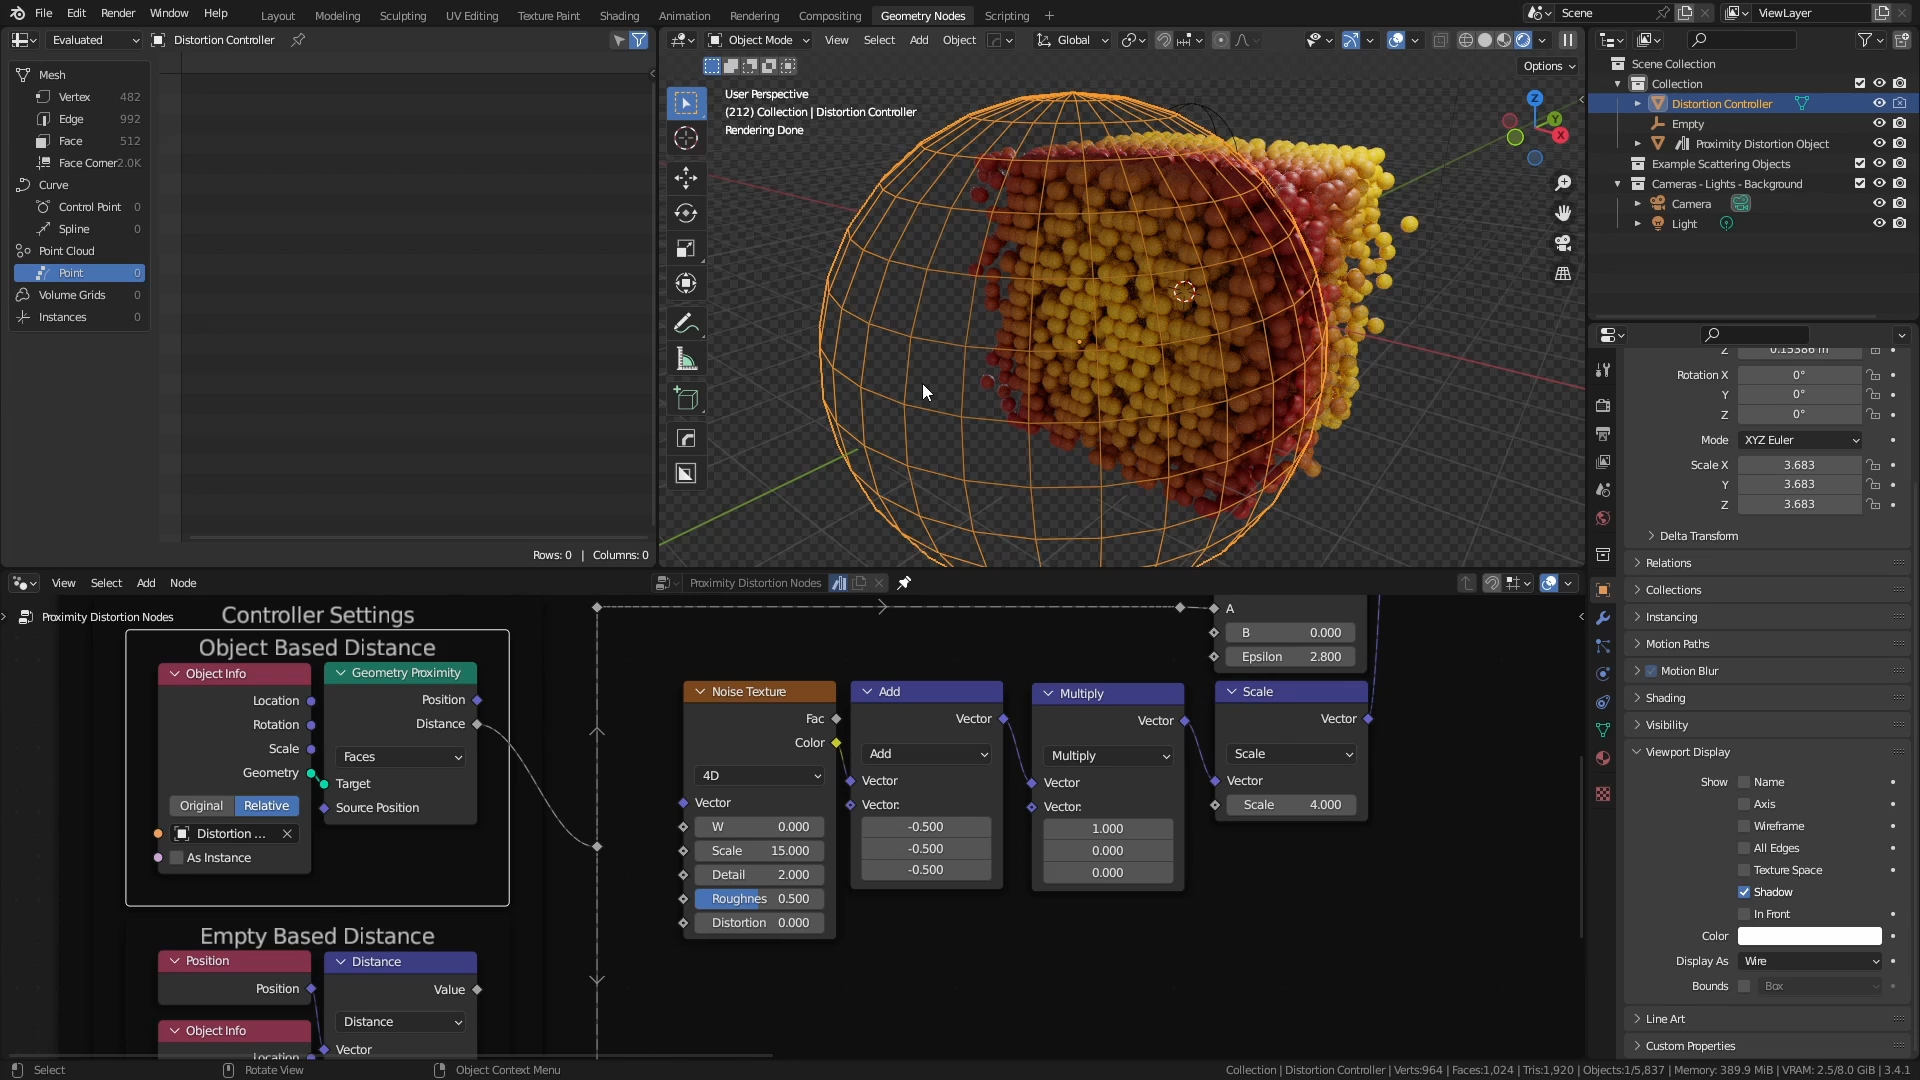 File Edit Render Window Help
Layout Modeling Sculpting UV Editing Texture Paint Shading Animation Rendering Compositing Geometry Nodes Scripting +
Scene
ViewLayer
Evaluated
Distortion Controller
Mesh
Vertex 482
Edge 992
Face 512
Face Corner 2.0K
Curve
Control Point 0
Spline 0
Point Cloud
Point 0
Volume Grids 0
Instances 0
Rows: 0 | Columns: 0
Object Mode View Select Add Object Global
Options
User Perspective
(212) Collection | Distortion Controller
Rendering Done
Z
Y
X
Scene Collection
Collection
Distortion Controller
Empty
Proximity Distortion Object
Example Scattering Objects
Cameras - Lights - Background
Camera
Light
Z 0.15386 m
Rotation X 0°
Y 0°
Z 0°
Mode XYZ Euler
Scale X 3.683
Y 3.683
Z 3.683
Delta Transform
Relations
Collections
Instancing
Motion Paths
Motion Blur
Shading
Visibility
Viewport Display
Show Name
Axis
Wireframe
All Edges
Texture Space
Shadow
In Front
Color
Display As Wire
Bounds Box
Line Art
Custom Properties
View Select Add Node
Proximity Distortion Nodes
Proximity Distortion Nodes
Controller Settings
Object Based Distance
Object Info
Location
Rotation
Scale
Geometry
Original Relative
Distortion ...
As Instance
Geometry Proximity
Position
Distance
Faces
Target
Source Position
Empty Based Distance
Position
Position
Object Info
Location
Distance
Value
Distance
Vector
Noise Texture
Fac
Color
4D
Vector
W 0.000
Scale 15.000
Detail 2.000
Roughnes 0.500
Distortion 0.000
Add
Vector
Add
Vector
Vector:
-0.500
-0.500
-0.500
Multiply
Vector
Multiply
Vector
Vector:
1.000
0.000
0.000
A
B 0.000
Epsilon 2.800
Scale
Vector
Scale
Vector
Scale 4.000
Select
Rotate View
Object Context Menu
Collection | Distortion Controller | Verts:964 | Faces:1,024 | Tris:1,920 | Objects:1/5,837 | Memory: 389.9 MiB | VRAM: 2.5/8.0 GiB | 3.4.1